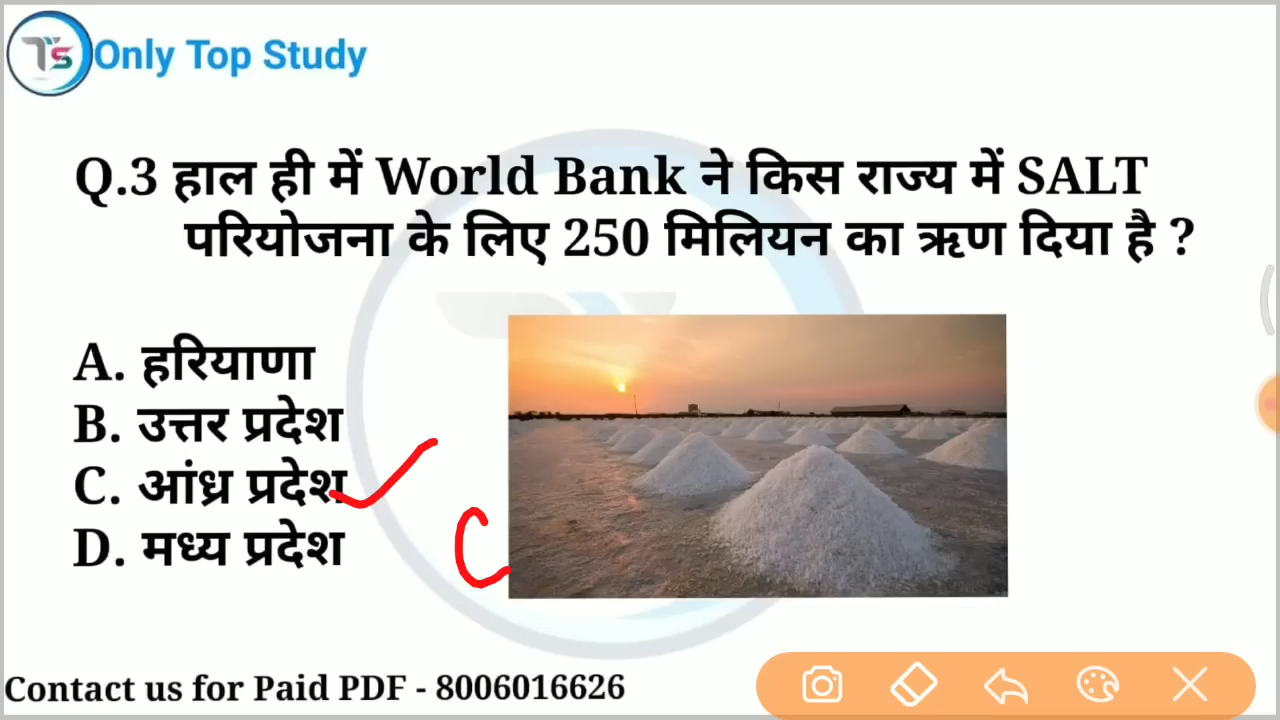 TS Only Top Study
Q.3 हाल ही में World Bank ने किस राज्य में SALT
परियोजना के लिए 250 मिलियन का ऋण दिया है ?
A. हरियाणा
B. उत्तर प्रदेश
C. आंध्र प्रदेश
D. मध्य प्रदेश
C
Contact us for Paid PDF - 8006016626